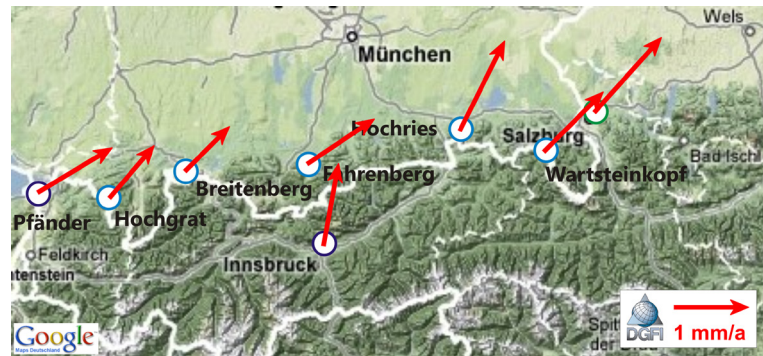 Wels
München
Hochries
Salzburg
Bad Ischl
Fahrenberg
Wartsteinkopf
Breitenberg
Hochgrat
Pfänder
Feldkirch
Innsbruck
Google
Maps Deutschland
DGFI
1 mm/a